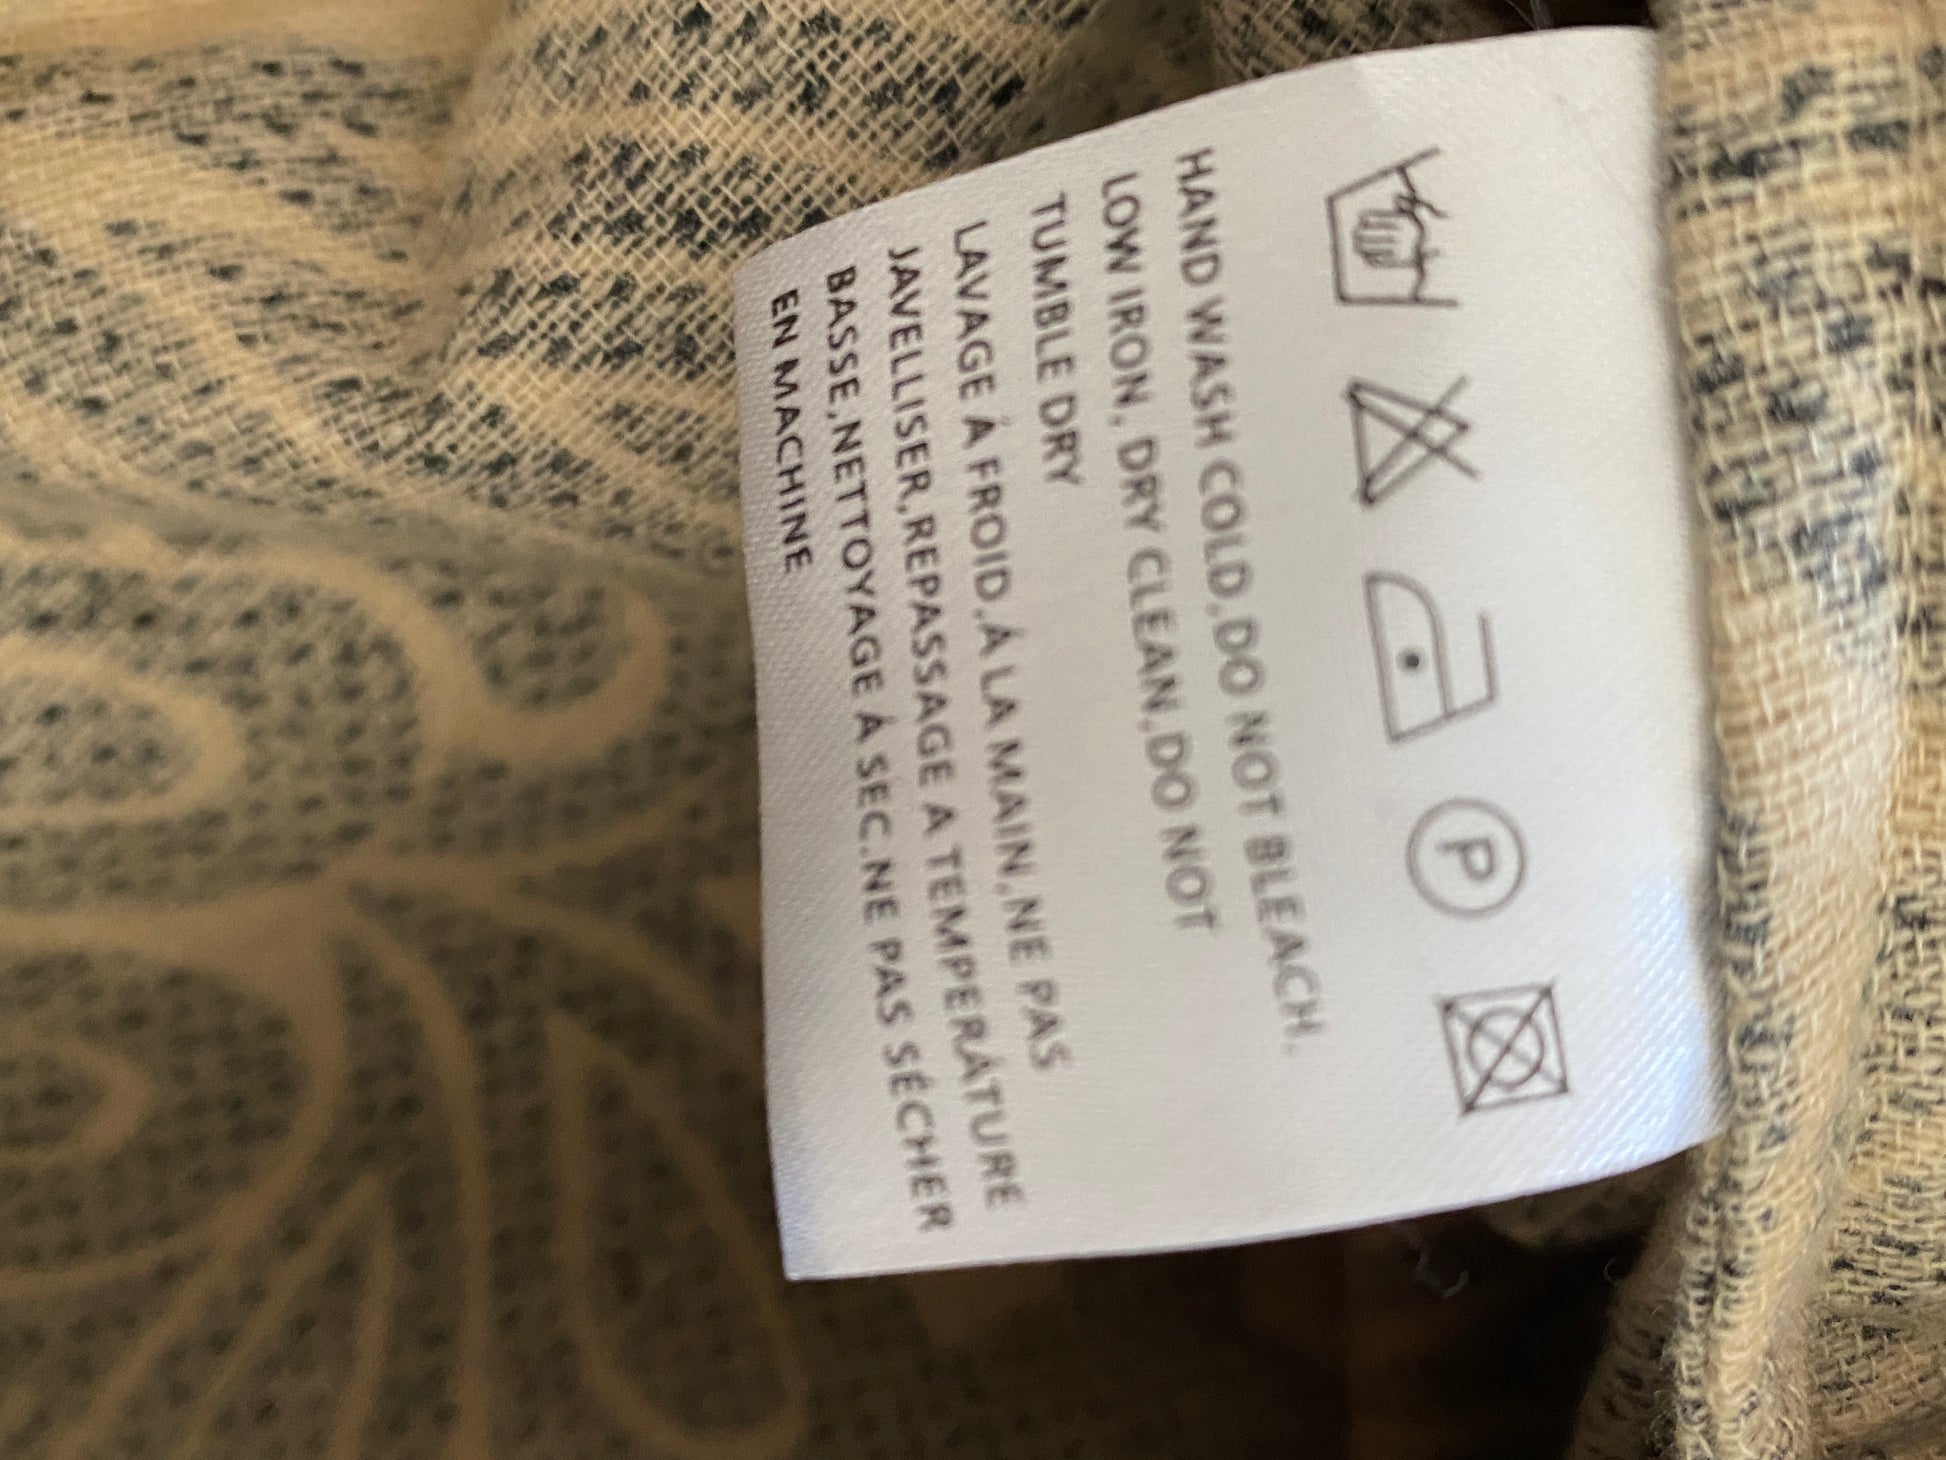 P
HAND WASH COLD,DO NOT BLEACH.
LOW IRON, DRY CLEAN,DO NOT
TUMBLE DRY
LAVAGE Á FROID,Á LA MAIN,NE PAS
JAVELLISER,REPASSAGE A TEMPERÁTURE
BASSE,NETTOYAGE Á SEC.NE PAS SÉCHER
EN MACHINE